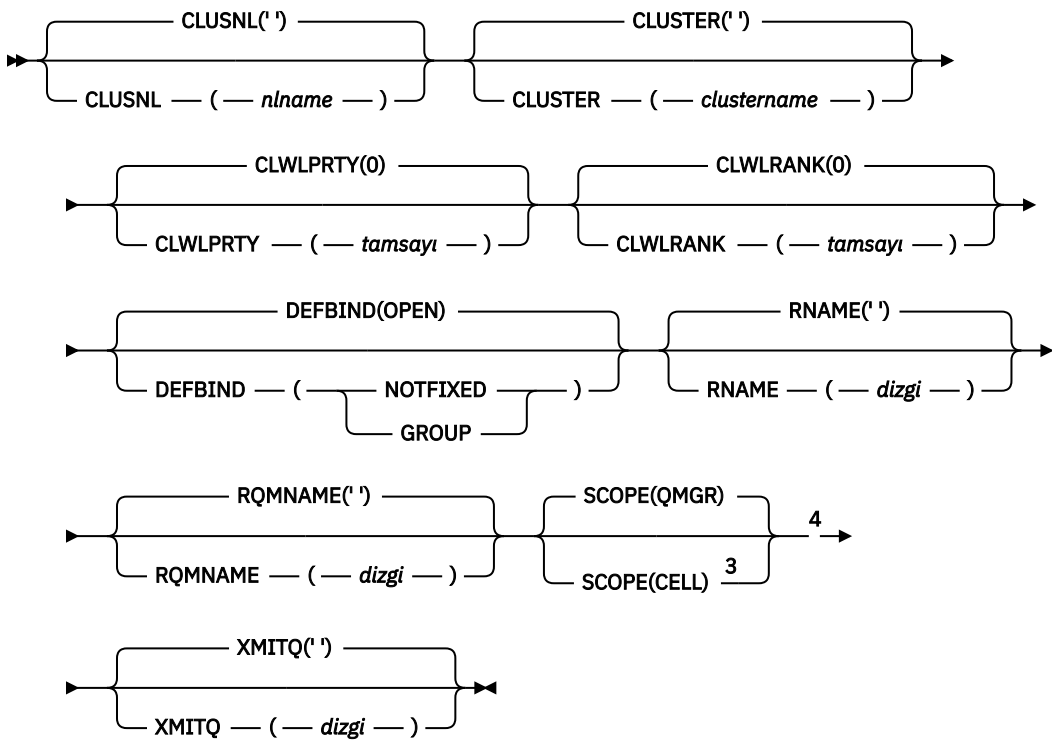 CLUSNL(' ') CLUSTER(' ')
CLUSNL ( nlname ) CLUSTER ( clustername )
CLWLPRTY(0) CLWLRANK(0)
CLWLPRTY ( tamsayı ) CLWLRANK ( tamsayı )
DEFBIND(OPEN) RNAME(' ')
DEFBIND ( NOTFIXED ) RNAME ( dizgi )
GROUP
RQMNAME(' ') SCOPE(QMGR)
4
RQMNAME ( dizgi ) SCOPE(CELL) 3
XMITQ(' ')
XMITQ ( dizgi )